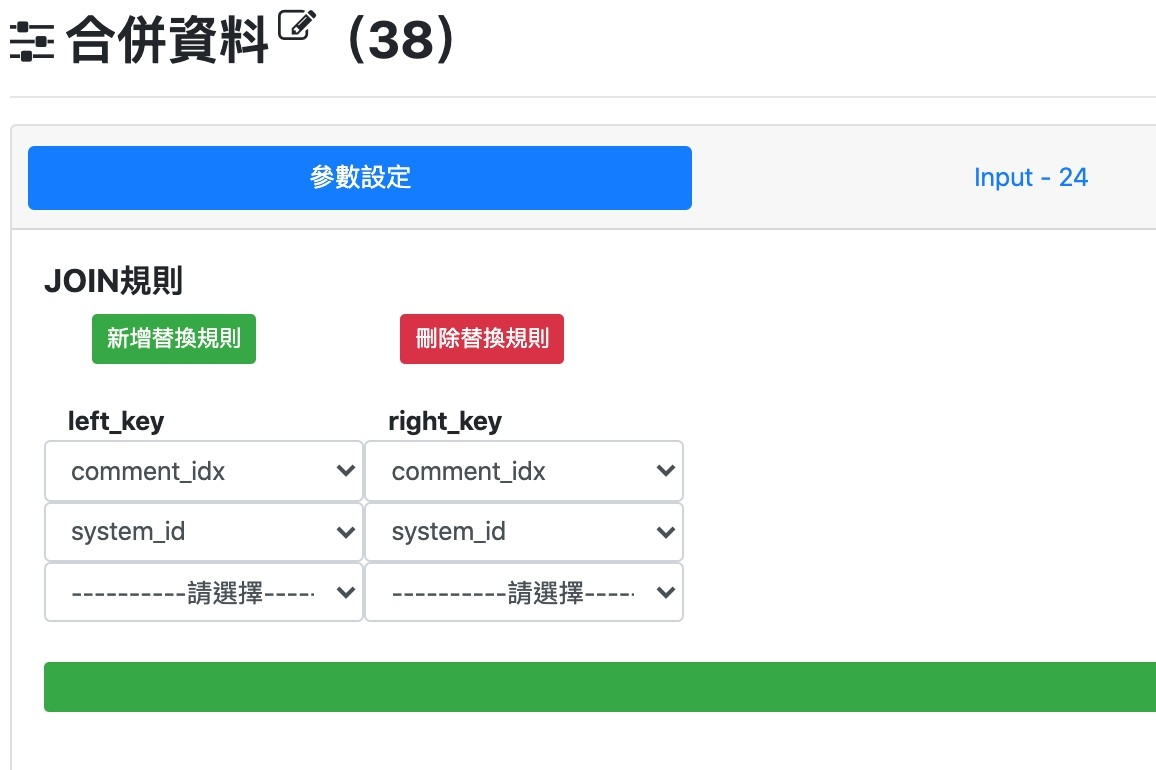 合併資料 (38)
參數設定 Input - 24
JOIN規則
新增替換規則 刪除替換規則
left_key right_key
comment_idx comment_idx
system_id system_id
----------請選擇----- ----------請選擇-----